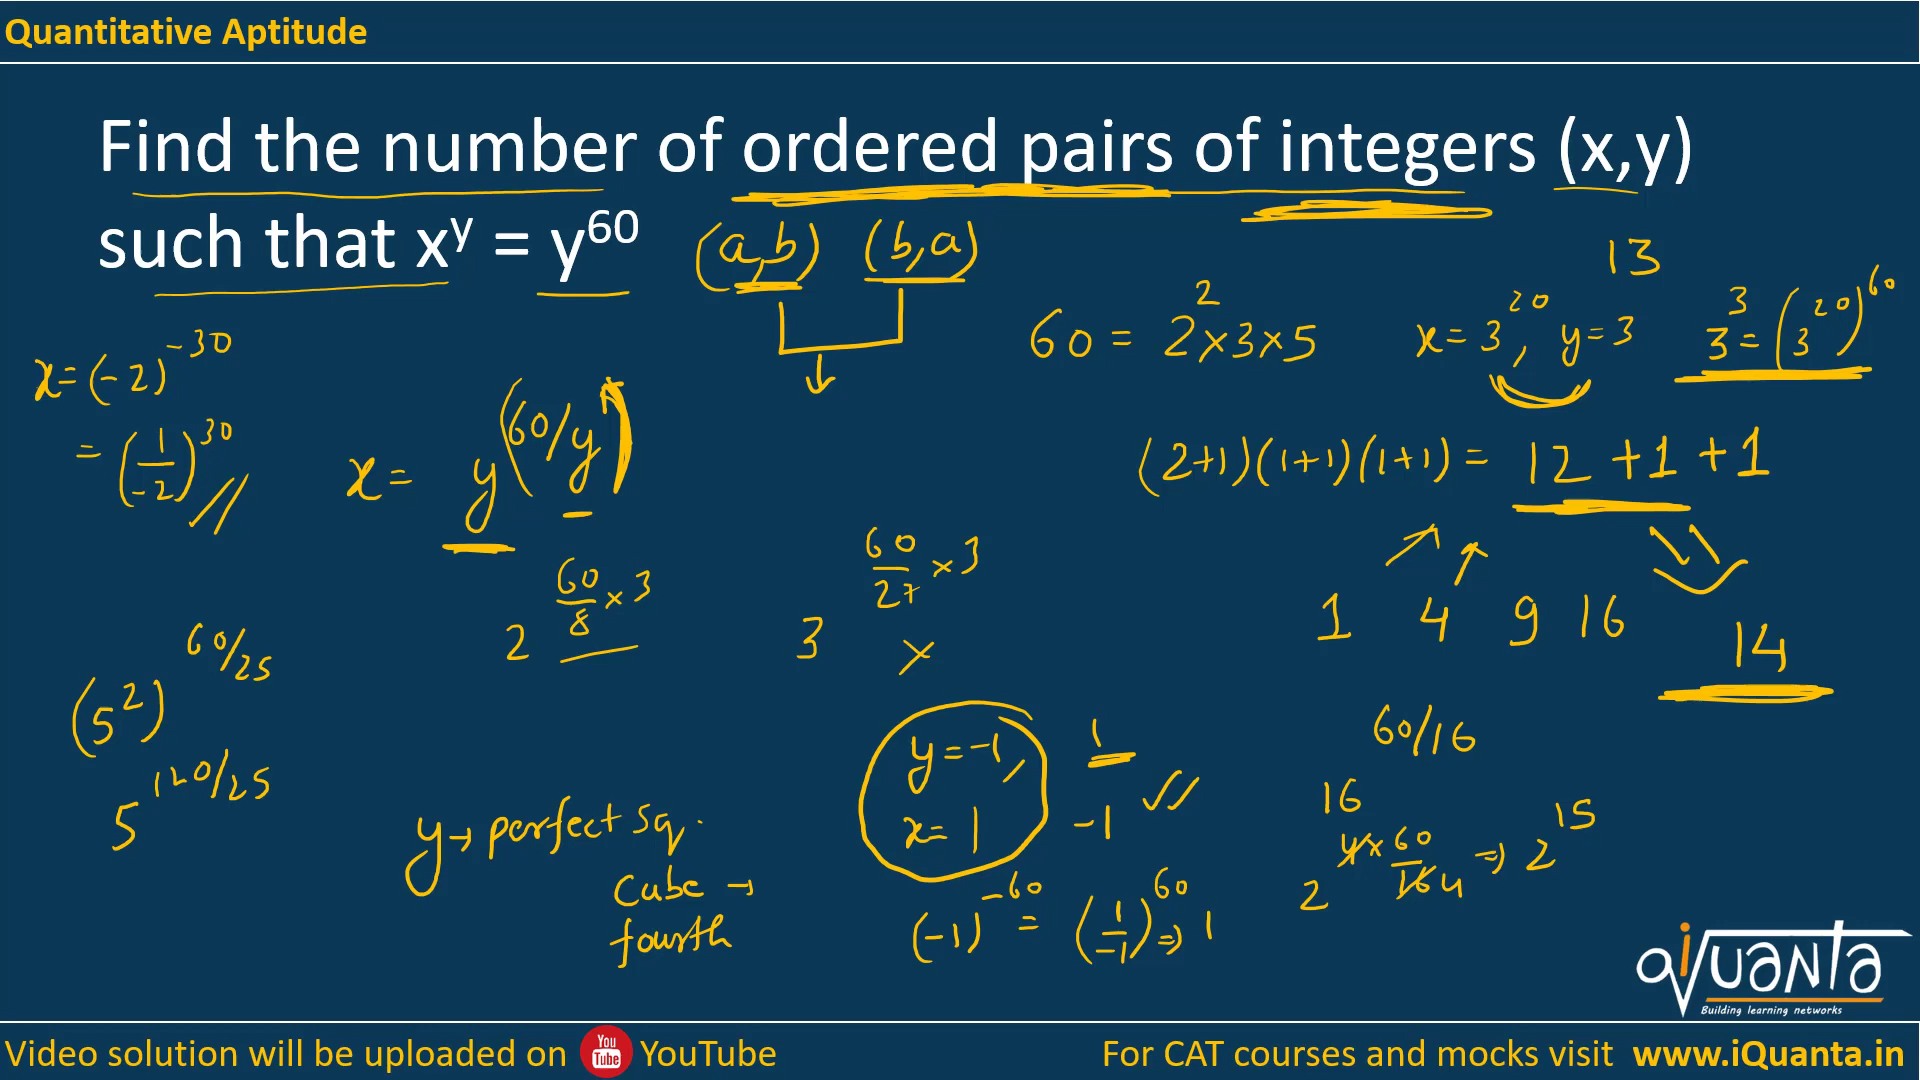 Quantitative Aptitude
Find the number of ordered pairs of integers (x,y)
such that x^y = y^60
(a,b) (b,a)
13
60 = 2^2 × 3 × 5
x = 3^20, y = 3
3^3 = (3^20)^60
x = (-2)^-30
= (1/-2)^30
x = y^(60/y)
(2+1)(1+1)(1+1) = 12 +1 +1
2^60/8 × 3
3^60/27 × 3
×
1 4 9 16
14
(5^2)^60/25
5^120/25
y → perfect sq.
Cube →
fourth
y = -1, 1
x = 1 -1
(-1)^-60 = (1/-1)^60 ⇒ 1
60/16
16
2^4×60/16 4 ⇒ 2^15
iQuanta
Building learning networks
Video solution will be uploaded on You Tube YouTube
For CAT courses and mocks visit www.iQuanta.in